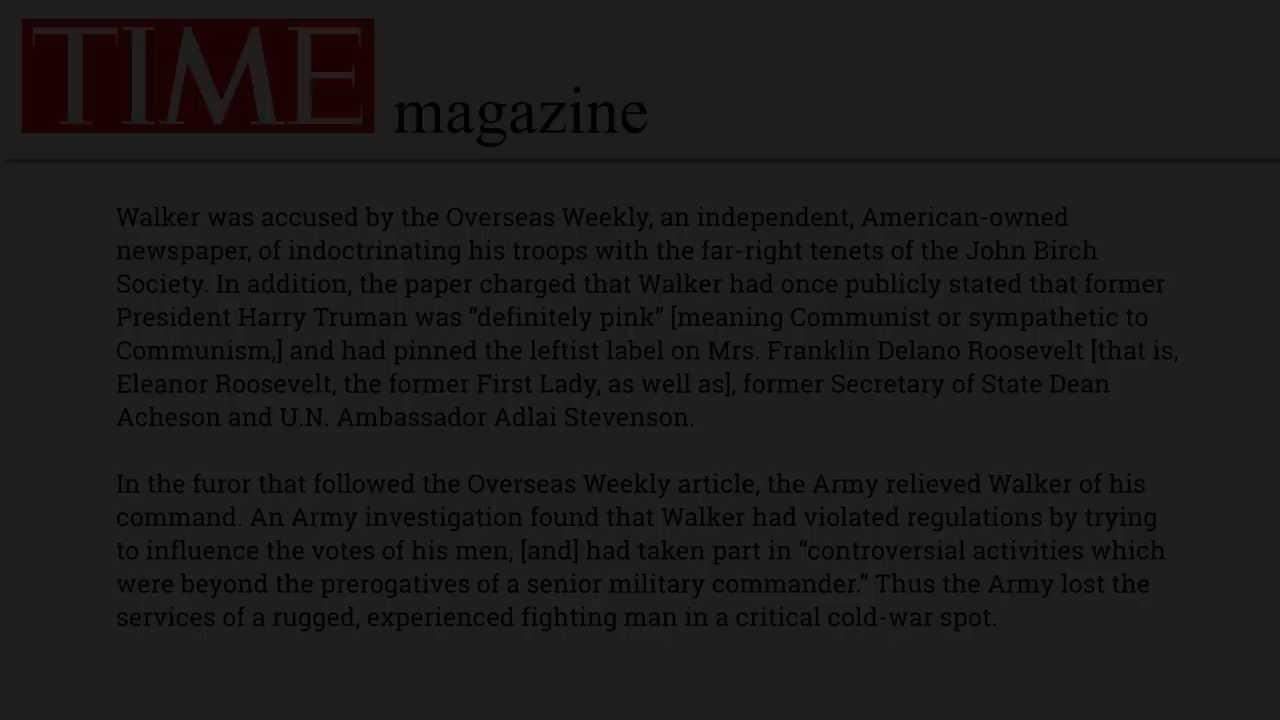 TIME magazine
Walker was accused by the Overseas Weekly, an independent, American-owned
newspaper, of indoctrinating his troops with the far-right tenets of the John Birch
Society. In addition, the paper charged that Walker had once publicly stated that former
President Harry Truman was “definitely pink” [meaning Communist or sympathetic to
Communism,] and had pinned the leftist label on Mrs. Franklin Delano Roosevelt [that is,
Eleanor Roosevelt, the former First Lady, as well as], former Secretary of State Dean
Acheson and U.N. Ambassador Adlai Stevenson.
In the furor that followed the Overseas Weekly article, the Army relieved Walker of his
command. An Army investigation found that Walker had violated regulations by trying
to influence the votes of his men, [and] had taken part in “controversial activities which
were beyond the prerogatives of a senior military commander.” Thus the Army lost the
services of a rugged, experienced fighting man in a critical cold-war spot.